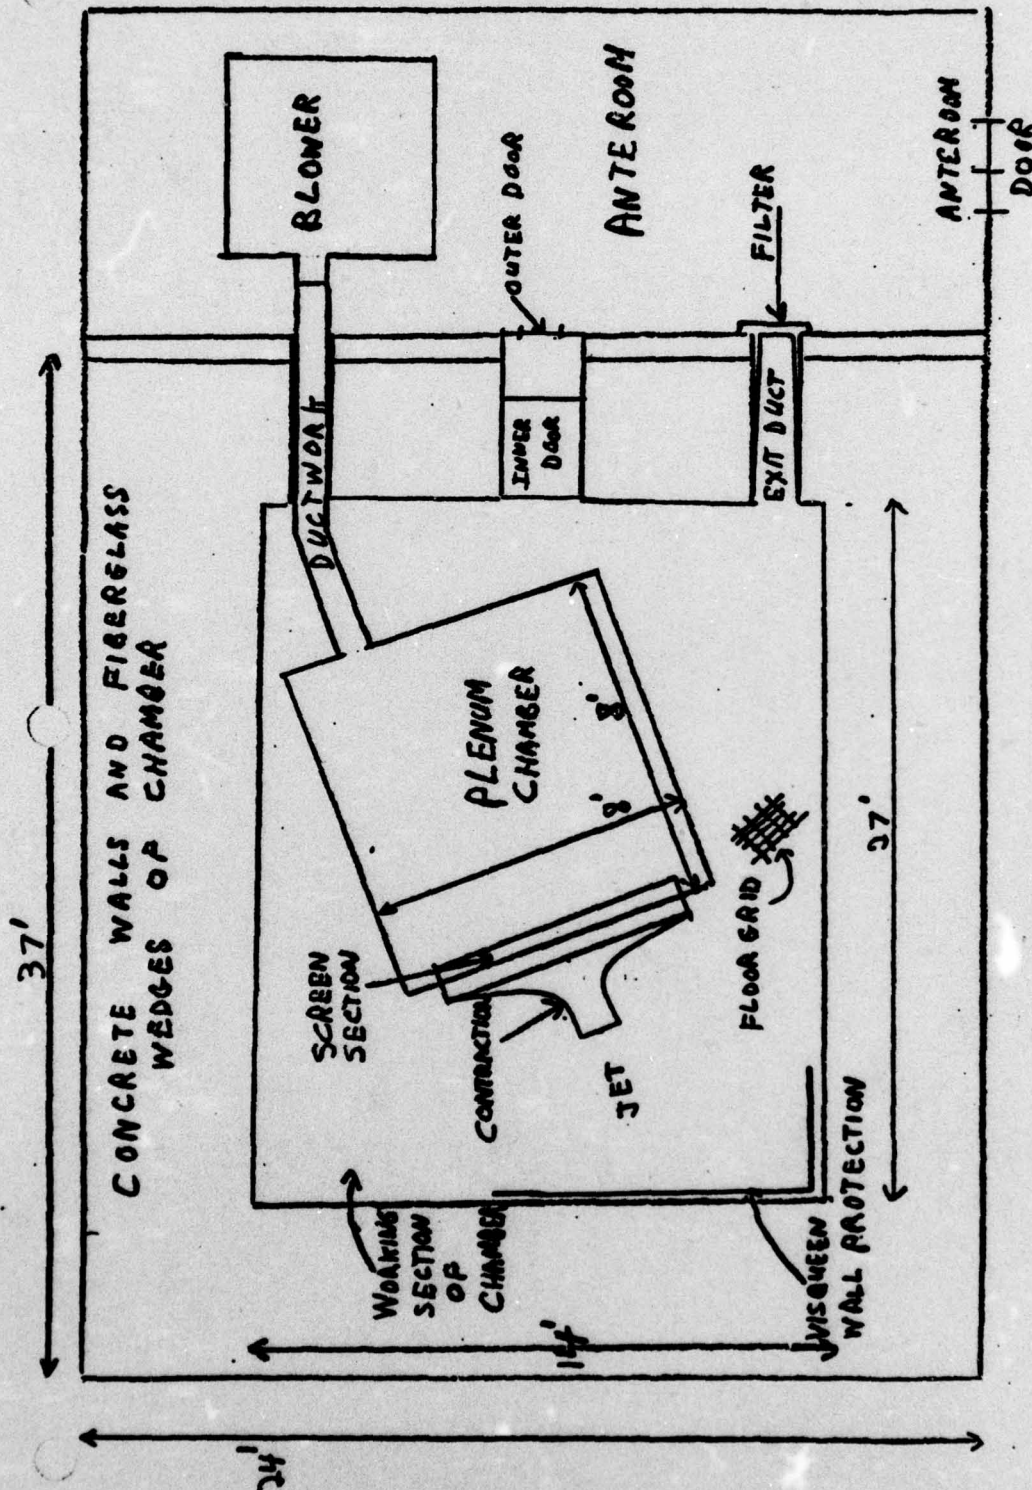 37'
CONCRETE WALLS AND FIBERGLASS
WEDGES OF CHAMBER
BLOWER
DUCTWORK
OUTER DOOR
INNER
DOOR
ANTEROOM
FILTER
EXIT DUCT
ANTEROOM
DOOR
PLENUM
CHAMBER
8'
8'
SCREEN
SECTION
CONTRACTION
JET
FLOOR GRID
27'
WORKING
SECTION
OF
CHAMBER
VISQUEEN
WALL PROTECTION
14'
24'